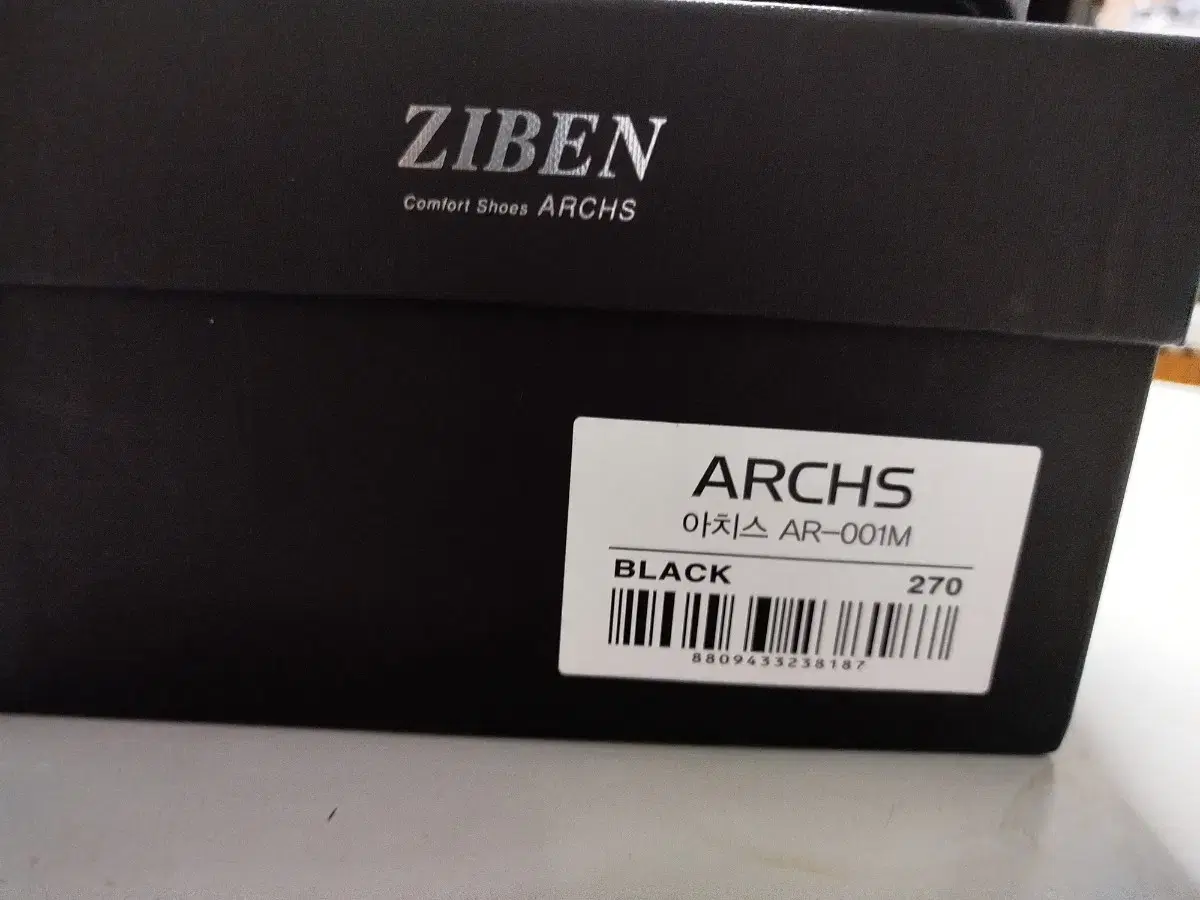 ZIBEN
Comfort Shoes ARCHS
ARCHS
아치스 AR-001M
BLACK 270
8809433238187